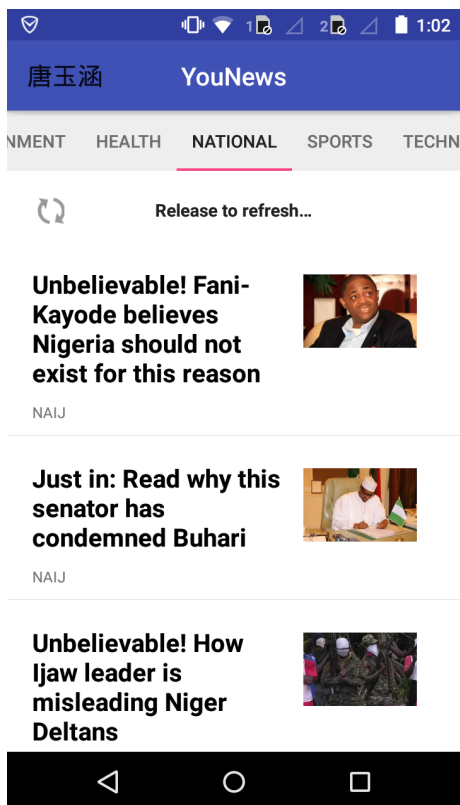 1 2 1:02
唐玉涵 YouNews
NMENT HEALTH NATIONAL SPORTS TECHN
Release to refresh...
Unbelievable! Fani-
Kayode believes
Nigeria should not
exist for this reason
NAIJ
Just in: Read why this
senator has
condemned Buhari
NAIJ
Unbelievable! How
Ijaw leader is
misleading Niger
Deltans